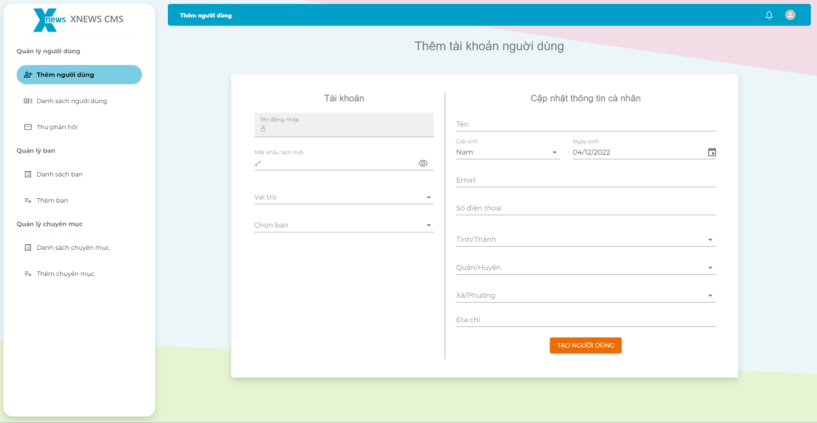 Xnews XNEWS CMS
Quản lý người dùng
Thêm người dùng
Danh sách người dùng
Thư phản hồi
Quản lý ban
Danh sách ban
Thêm ban
Quản lý chuyên mục
Danh sách chuyên mục
Thêm chuyên mục
Thêm người dùng
Thêm tài khoản người dùng
Tài khoản
Tên đăng nhập
Mật khẩu tạm thời
Vai trò
Chọn ban
Cập nhật thông tin cá nhân
Tên
Giới tính
Nam
Ngày sinh
04/12/2022
Email
Số điện thoại
Tỉnh/Thành
Quận/Huyện
Xã/Phường
Địa chỉ
TẠO NGƯỜI DÙNG